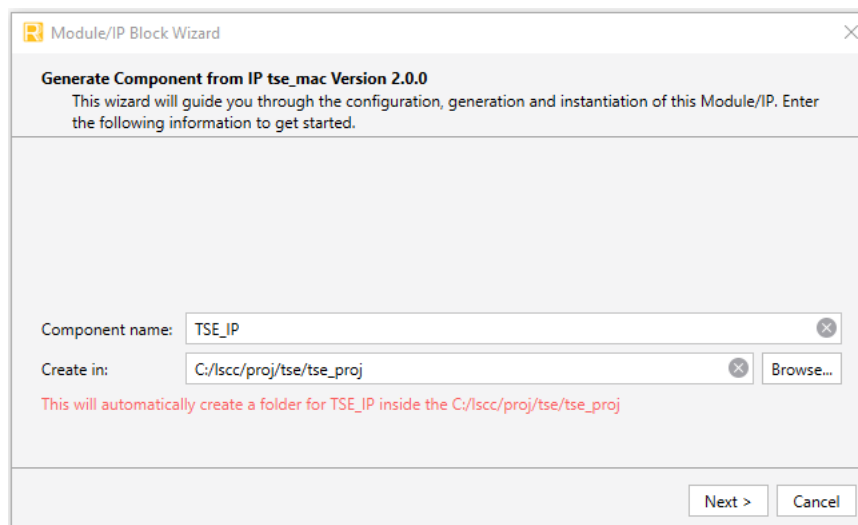 Module/IP Block Wizard
Generate Component from IP tse_mac Version 2.0.0
This wizard will guide you through the configuration, generation and instantiation of this Module/IP. Enter
the following information to get started.
Component name: TSE_IP
Create in: C:/lscc/proj/tse/tse_proj Browse...
This will automatically create a folder for TSE_IP inside the C:/lscc/proj/tse/tse_proj
Next > Cancel